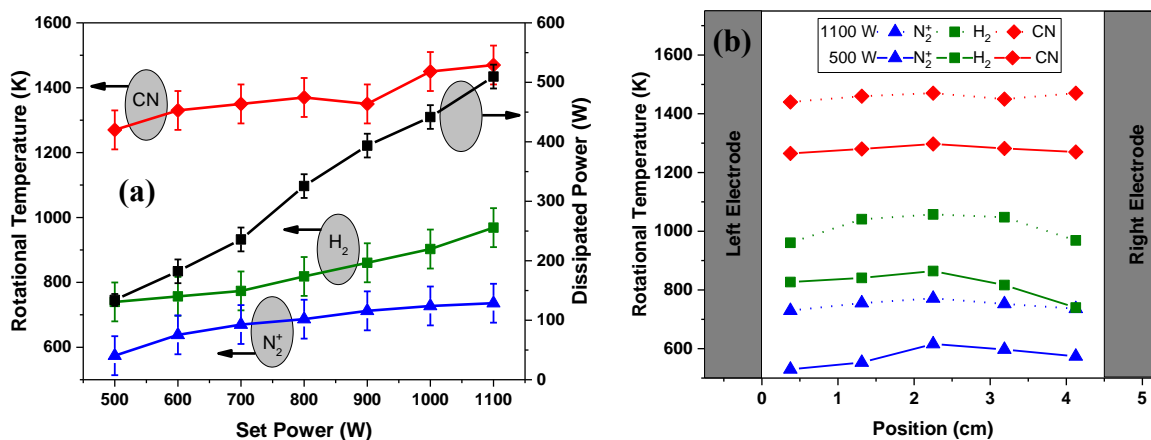 (a)
Rotational Temperature (K)
1600
1400
1200
1000
800
600
CN
H₂
N₂⁺
600
500
400
300
200
100
0
Dissipated Power (W)
500 600 700 800 900 1000 1100
Set Power (W)
(b)
Rotational Temperature (K)
1600
1400
1200
1000
800
600
1100 W N₂⁺ H₂ CN
500 W N₂⁺ H₂ CN
Left Electrode
Right Electrode
0 1 2 3 4 5
Position (cm)